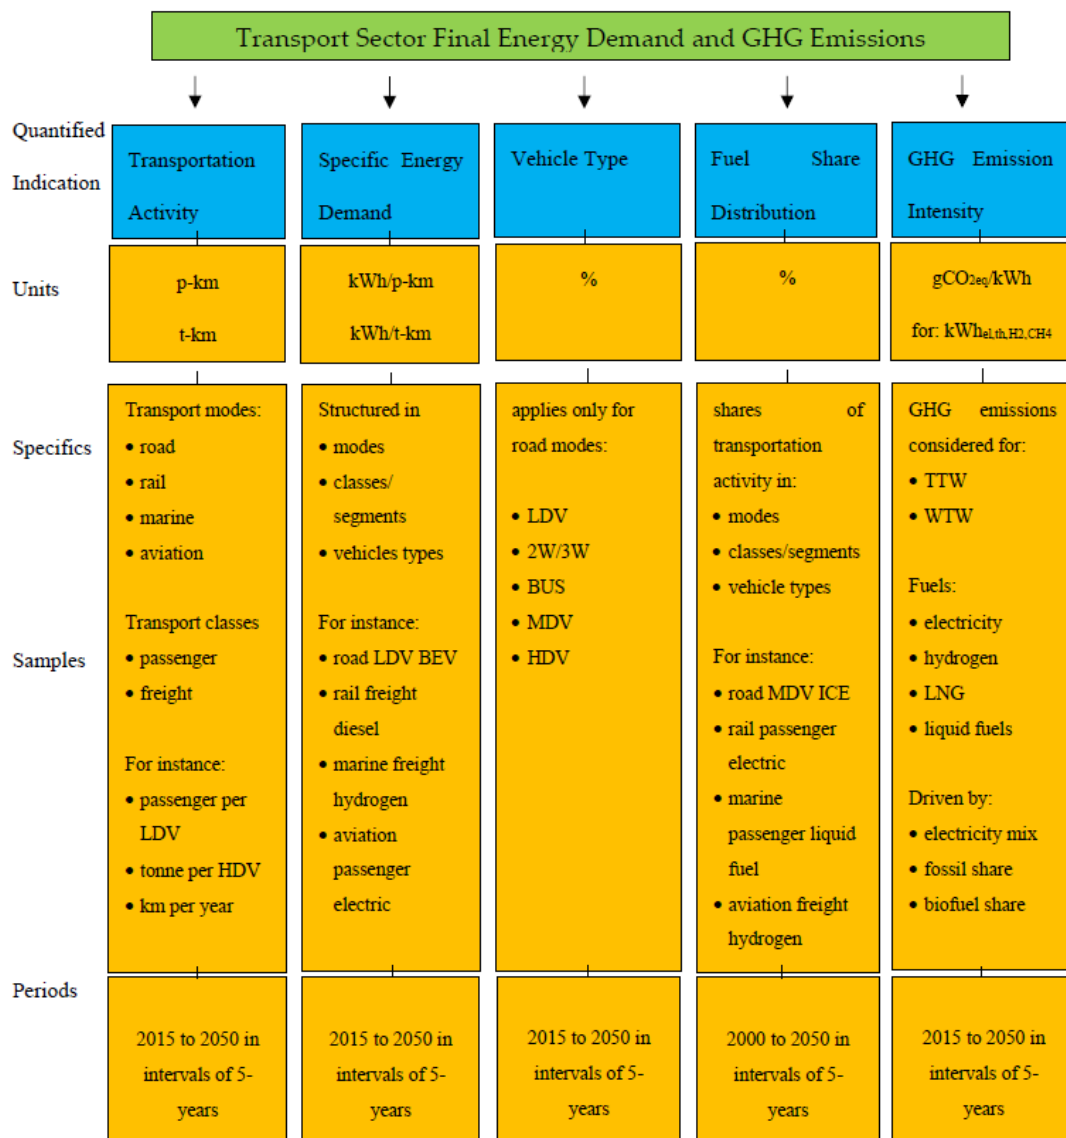 Transport Sector Final Energy Demand and GHG Emissions
Quantified
Indication
Transportation
Activity
Specific Energy
Demand
Vehicle Type
Fuel Share
Distribution
GHG Emission
Intensity
Units
p-km
t-km
kWh/p-km
kWh/t-km
%
%
gCO2eq/kWh
for: kWhel,th,H2,CH4
Specifics
Samples
Transport modes:
• road
• rail
• marine
• aviation
Transport classes
• passenger
• freight
For instance:
• passenger per
LDV
• tonne per HDV
• km per year
Structured in
• modes
• classes/
segments
• vehicles types
For instance:
• road LDV BEV
• rail freight
diesel
• marine freight
hydrogen
• aviation
passenger
electric
applies only for
road modes:
• LDV
• 2W/3W
• BUS
• MDV
• HDV
shares of
transportation
activity in:
• modes
• classes/segments
• vehicle types
For instance:
• road MDV ICE
• rail passenger
electric
• marine
passenger liquid
fuel
• aviation freight
hydrogen
GHG emissions
considered for:
• TTW
• WTW
Fuels:
• electricity
• hydrogen
• LNG
• liquid fuels
Driven by:
• electricity mix
• fossil share
• biofuel share
Periods
2015 to 2050 in
intervals of 5-
years
2015 to 2050 in
intervals of 5-
years
2015 to 2050 in
intervals of 5-
years
2000 to 2050 in
intervals of 5-
years
2015 to 2050 in
intervals of 5-
years